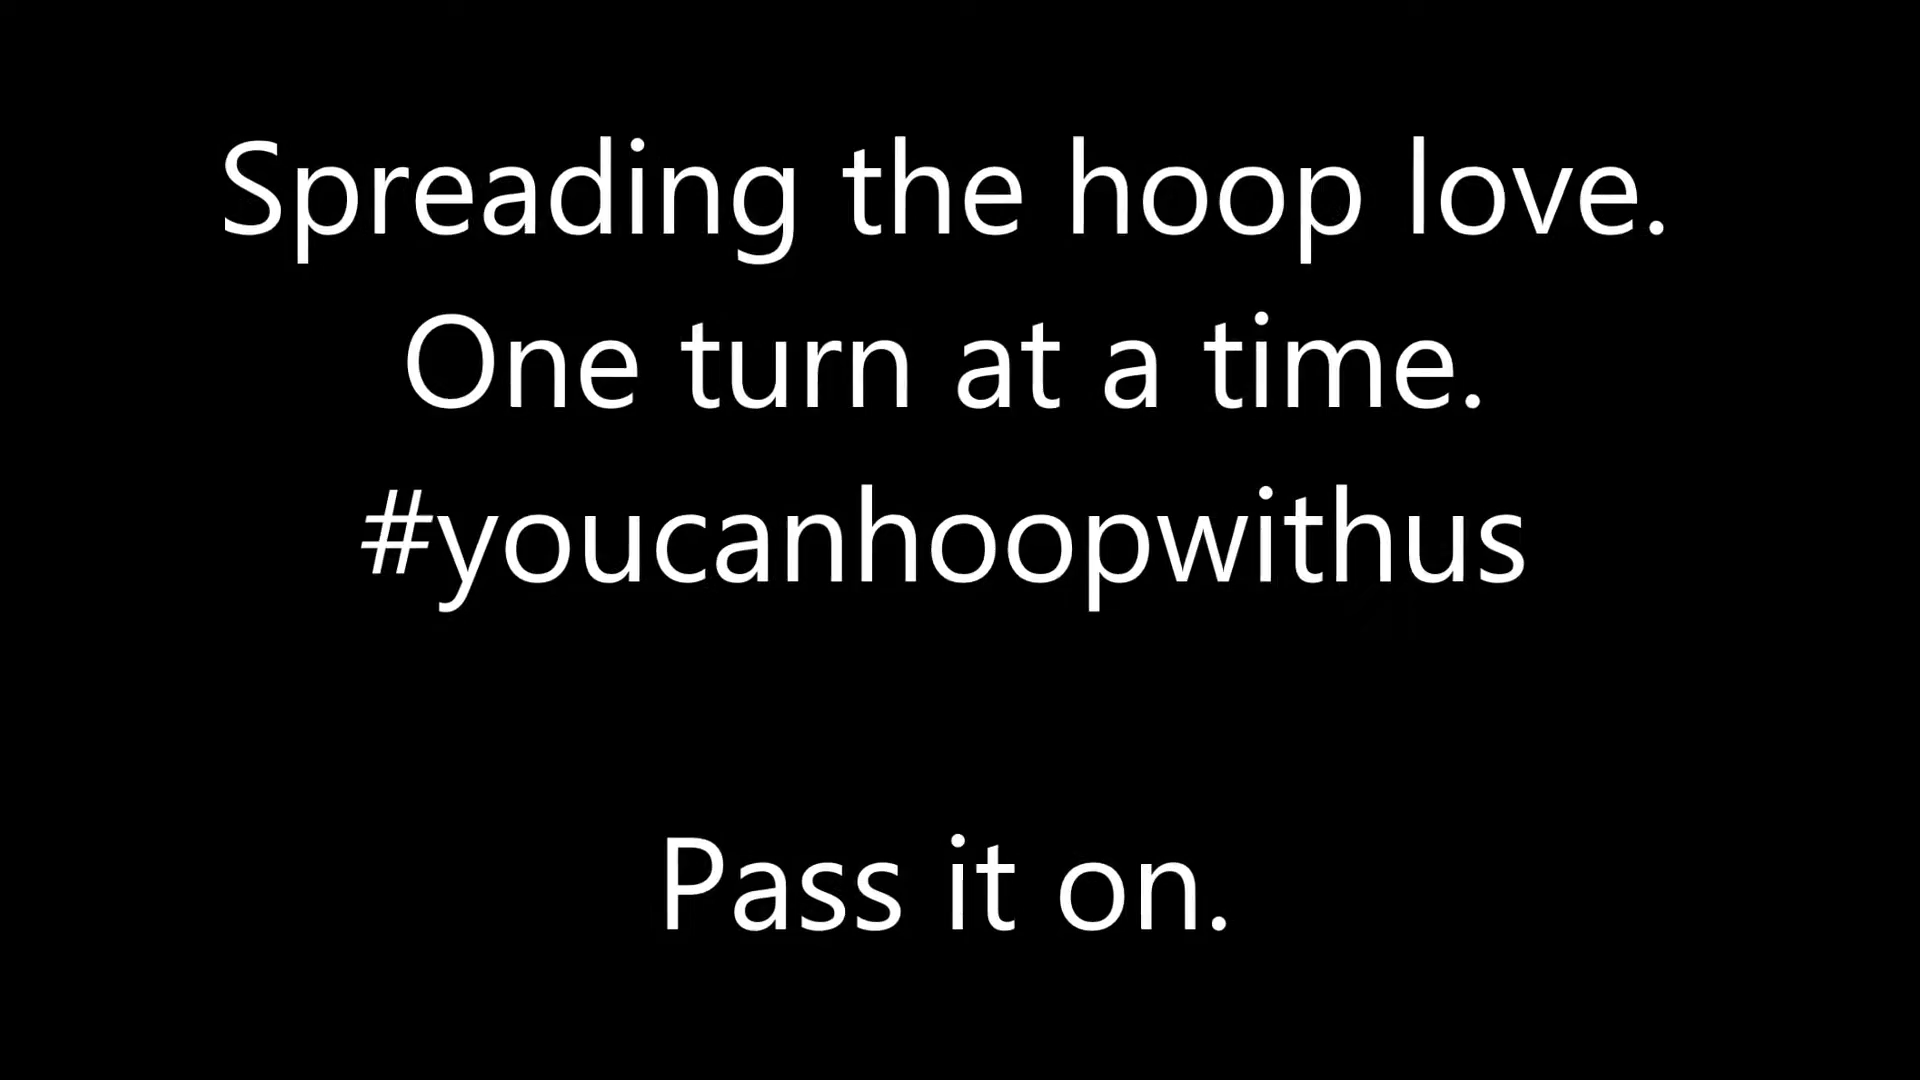 Spreading the hoop love.
One turn at a time.
#youcanhoopwithus
Pass it on.